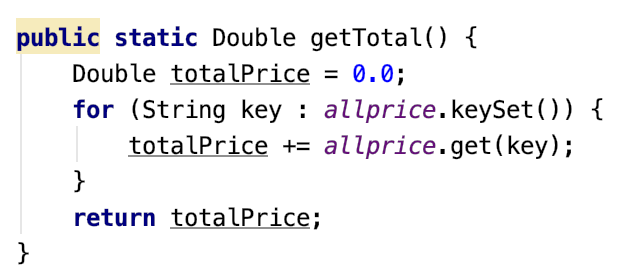 public static Double getTotal() {
    Double totalPrice = 0.0;
    for (String key : allprice.keySet()) {
        totalPrice += allprice.get(key);
    }
    return totalPrice;
}